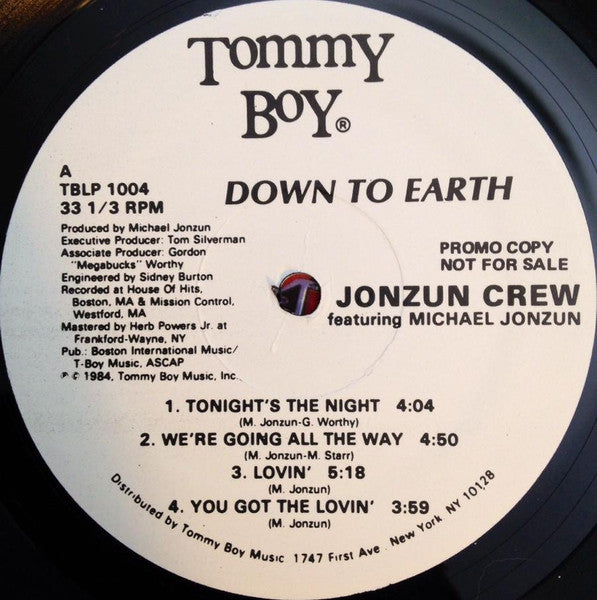 TOMMY
BOY®
A
TBLP 1004
33 1/3 RPM
DOWN TO EARTH
Produced by Michael Jonzun
Executive Producer: Tom Silverman
Associate Producer: Gordon
"Megabucks" Worthy
Engineered by Sidney Burton
Recorded at House Of Hits,
Boston, MA & Mission Control,
Westford, MA
Mastered by Herb Powers Jr. at
Frankford-Wayne, NY
Pub.: Boston International Music/
T-Boy Music, ASCAP
℗ © 1984, Tommy Boy Music, Inc.
PROMO COPY
NOT FOR SALE
JONZUN CREW
featuring MICHAEL JONZUN
1. TONIGHT'S THE NIGHT 4:04
(M. Jonzun-G. Worthy)
2. WE'RE GOING ALL THE WAY 4:50
(M. Jonzun-M. Starr)
3. LOVIN' 5:18
(M. Jonzun)
4. YOU GOT THE LOVIN' 3:59
(M. Jonzun)
Distributed by Tommy Boy Music 1747 First Ave. New York, NY 10128